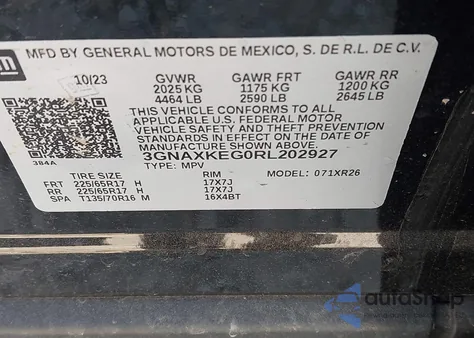 gm MFD BY GENERAL MOTORS DE MEXICO, S. DE R.L. DE C.V.
10/23 GVWR GAWR FRT GAWR RR
2025 KG 1175 KG 1200 KG
4464 LB 2590 LB 2645 LB
THIS VEHICLE CONFORMS TO ALL
APPLICABLE U.S. FEDERAL MOTOR
VEHICLE SAFETY, BUMPER, AND THEFT PREVENTION
STANDARDS IN EFFECT ON THE DATE OF
MANUFACTURE SHOWN ABOVE.
384A
3GNAXKEG0RL202927
TYPE: MPV
TIRE SIZE RIM MODEL: 071XR26
FRT 225/65R17 H 17X7J
RR 225/65R17 H 17X7J
SPA T135/70R16 M 16X4BT
autoShop